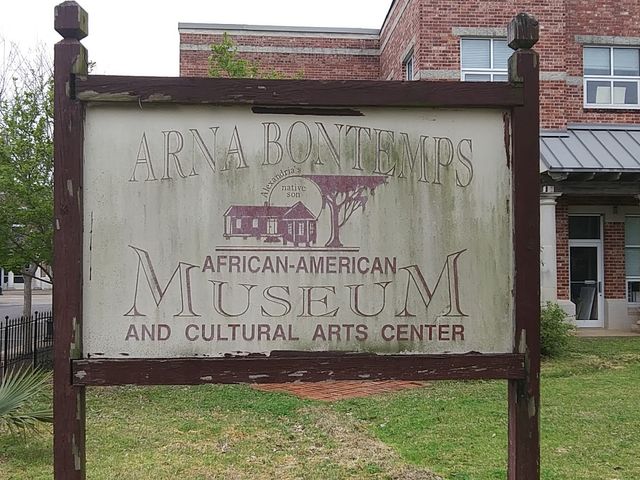 ARNA BONTEMPS
Alexandria's
native
son
AFRICAN-AMERICAN
MUSEUM
AND CULTURAL ARTS CENTER